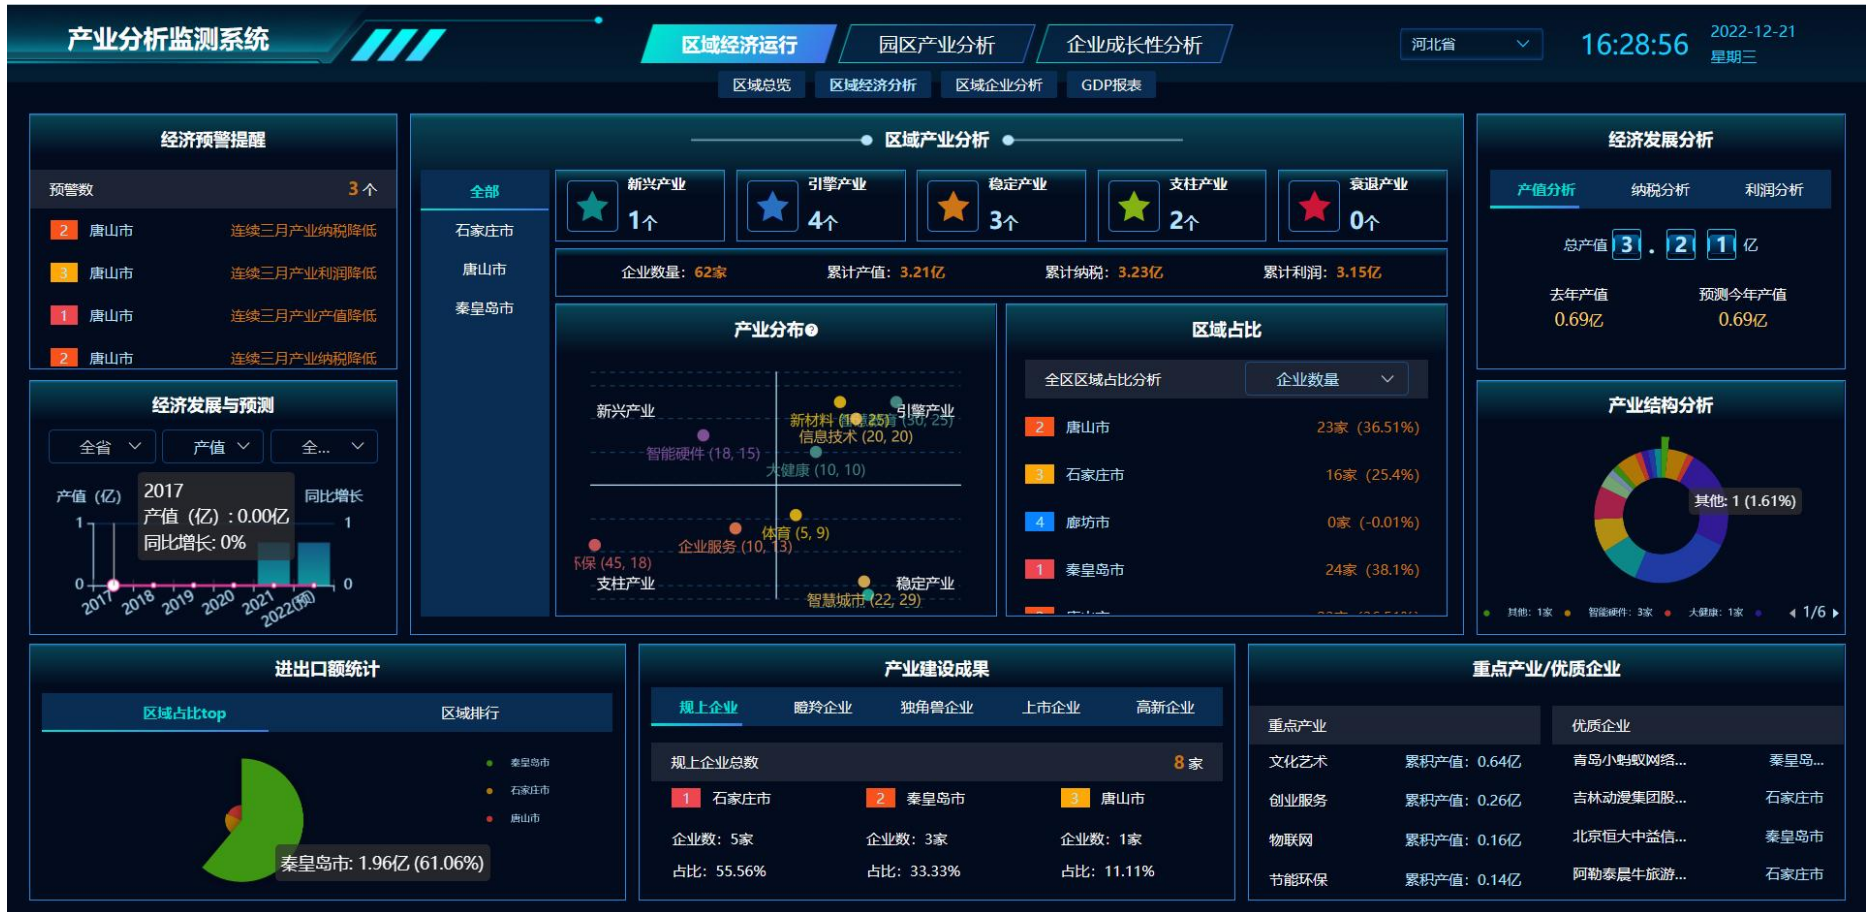 产业分析监测系统
区域经济运行
园区产业分析
企业成长性分析
河北省
16:28:56
2022-12-21
星期三
区域总览
区域经济分析
区域企业分析
GDP报表
经济预警提醒
预警数 3个
2 唐山市 连续三月产业纳税降低
3 唐山市 连续三月产业利润降低
1 唐山市 连续三月产业产值降低
2 唐山市 连续三月产业纳税降低
经济发展与预测
全省 产值 全...
产值（亿） 同比增长
2017
产值（亿）: 0.00亿
同比增长: 0%
1 1
0 0
2017 2018 2019 2020 2021 2022(预)
区域产业分析
全部
石家庄市
唐山市
秦皇岛市
新兴产业 1个
引擎产业 4个
稳定产业 3个
支柱产业 2个
衰退产业 0个
企业数量：62家 累计产值：3.21亿 累计纳税：3.23亿 累计利润：3.15亿
产业分布?
新兴产业
引擎产业
新材料
(30, 25)
信息技术 (20, 20)
智能硬件 (18, 15)
大健康 (10, 10)
体育 (5, 9)
企业服务 (10, 13)
保 (45, 18)
支柱产业
稳定产业
智慧城市 (22, 29)
区域占比
全区区域占比分析 企业数量
2 唐山市 23家 (36.51%)
3 石家庄市 16家 (25.4%)
4 廊坊市 0家 (-0.01%)
1 秦皇岛市 24家 (38.1%)
经济发展分析
产值分析 纳税分析 利润分析
总产值 3.21 亿
去年产值 预测今年产值
0.69亿 0.69亿
产业结构分析
其他: 1 (1.61%)
其他: 1家 智能硬件: 3家 大健康: 1家 1/6
进出口额统计
区域占比top 区域排行
秦皇岛市
石家庄市
唐山市
秦皇岛市: 1.96亿 (61.06%)
产业建设成果
规上企业 瞪羚企业 独角兽企业 上市企业 高新企业
规上企业总数 8家
1 石家庄市 2 秦皇岛市 3 唐山市
企业数：5家 企业数：3家 企业数：1家
占比：55.56% 占比：33.33% 占比：11.11%
重点产业/优质企业
重点产业 优质企业
文化艺术 累积产值：0.64亿 青岛小蚂蚁网络... 秦皇岛...
创业服务 累积产值：0.26亿 吉林动漫集团股... 石家庄市
物联网 累积产值：0.16亿 北京恒大中益信... 秦皇岛市
节能环保 累积产值：0.14亿 阿勒泰晨牛旅游... 石家庄市